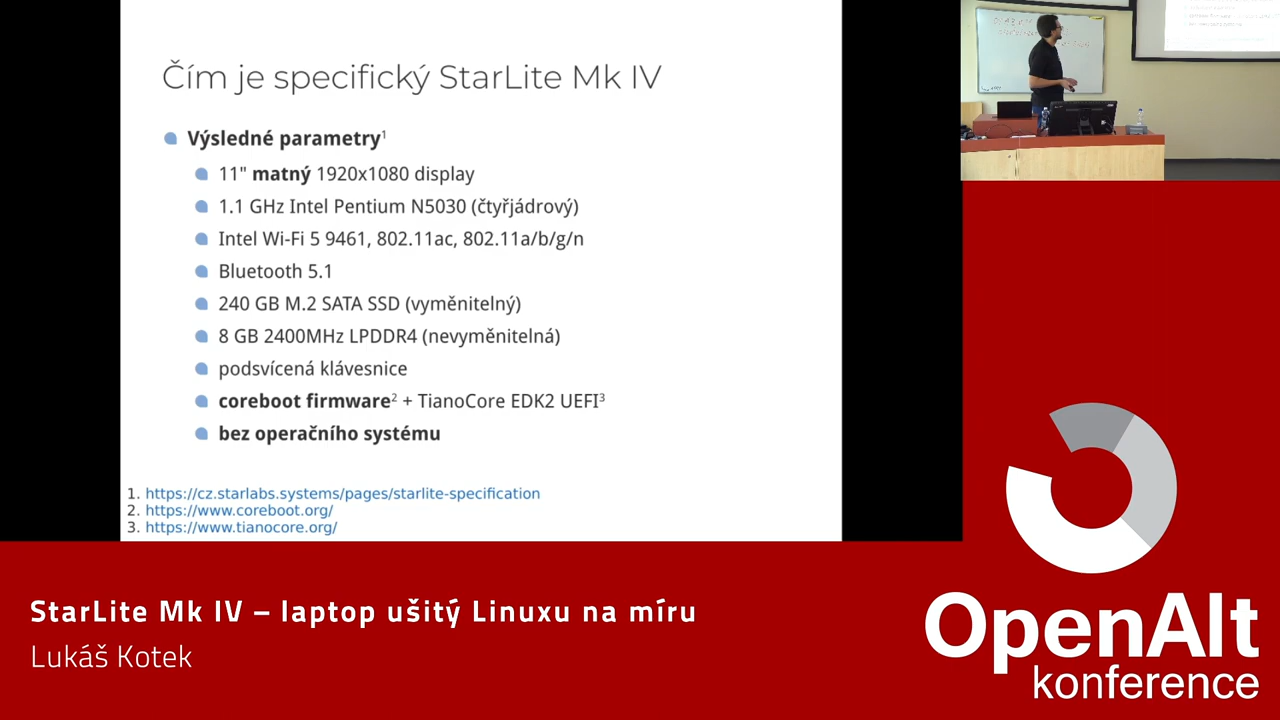 Čím je specifický StarLite Mk IV
Výsledné parametry1
11" matný 1920x1080 display
1.1 GHz Intel Pentium N5030 (čtyřjádrový)
Intel Wi-Fi 5 9461, 802.11ac, 802.11a/b/g/n
Bluetooth 5.1
240 GB M.2 SATA SSD (vyměnitelný)
8 GB 2400MHz LPDDR4 (nevyměnitelná)
podsvícená klávesnice
coreboot firmware2 + TianoCore EDK2 UEFI3
bez operačního systému
1. https://cz.starlabs.systems/pages/starlite-specification
2. https://www.coreboot.org/
3. https://www.tianocore.org/
StarLite Mk IV – laptop ušitý Linuxu na míru
Lukáš Kotek
OpenAlt
konference